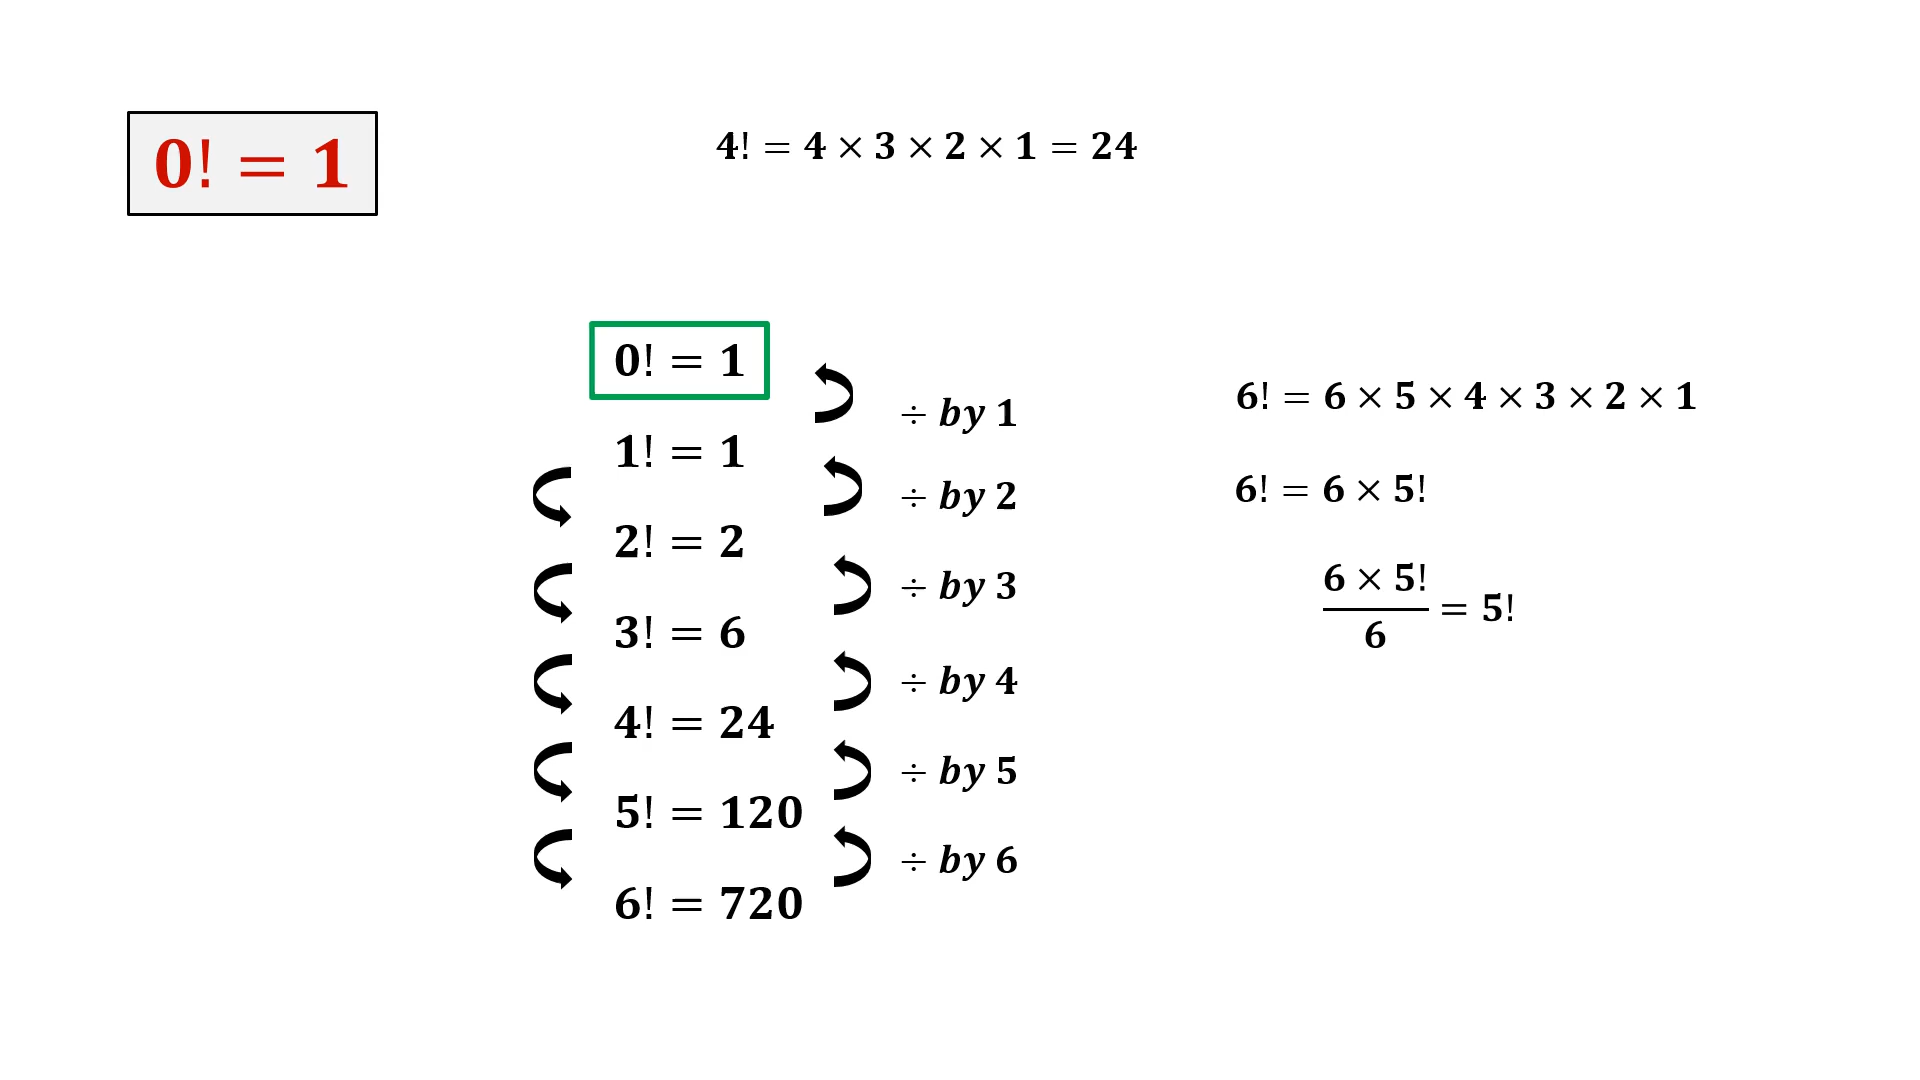 0! = 1
4! = 4 × 3 × 2 × 1 = 24
0! = 1
÷ by 1
1! = 1
÷ by 2
2! = 2
÷ by 3
3! = 6
÷ by 4
4! = 24
÷ by 5
5! = 120
÷ by 6
6! = 720
6! = 6 × 5 × 4 × 3 × 2 × 1
6! = 6 × 5!
6 × 5!
6
= 5!